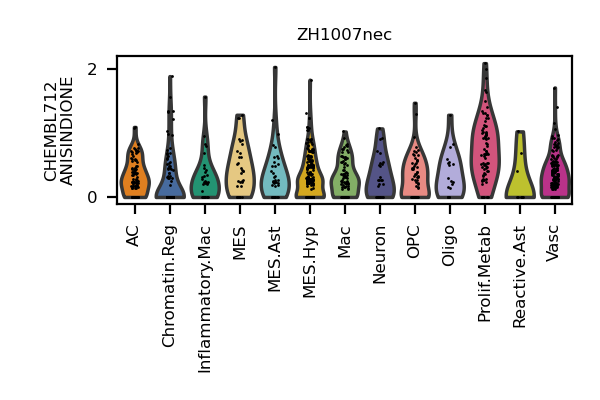 ZH1007nec
CHEMBL712
ANISINDIONE
2
0
AC
Chromatin.Reg
Inflammatory.Mac
MES
MES.Ast
MES.Hyp
Mac
Neuron
OPC
Oligo
Prolif.Metab
Reactive.Ast
Vasc